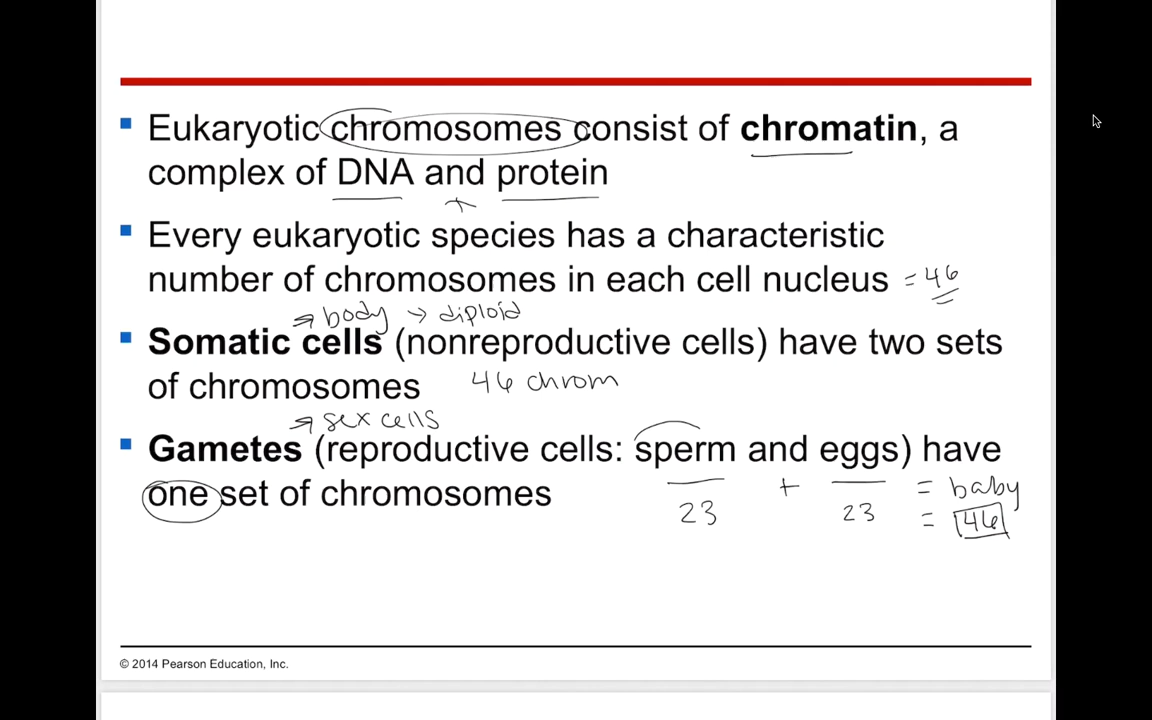 Eukaryotic chromosomes consist of chromatin, a
complex of DNA and protein
Every eukaryotic species has a characteristic
number of chromosomes in each cell nucleus = 46
→ body → diploid
Somatic cells (nonreproductive cells) have two sets
of chromosomes 46 chrom
→ sex cells
Gametes (reproductive cells: sperm and eggs) have
one set of chromosomes + = baby
23 23 = 46
© 2014 Pearson Education, Inc.